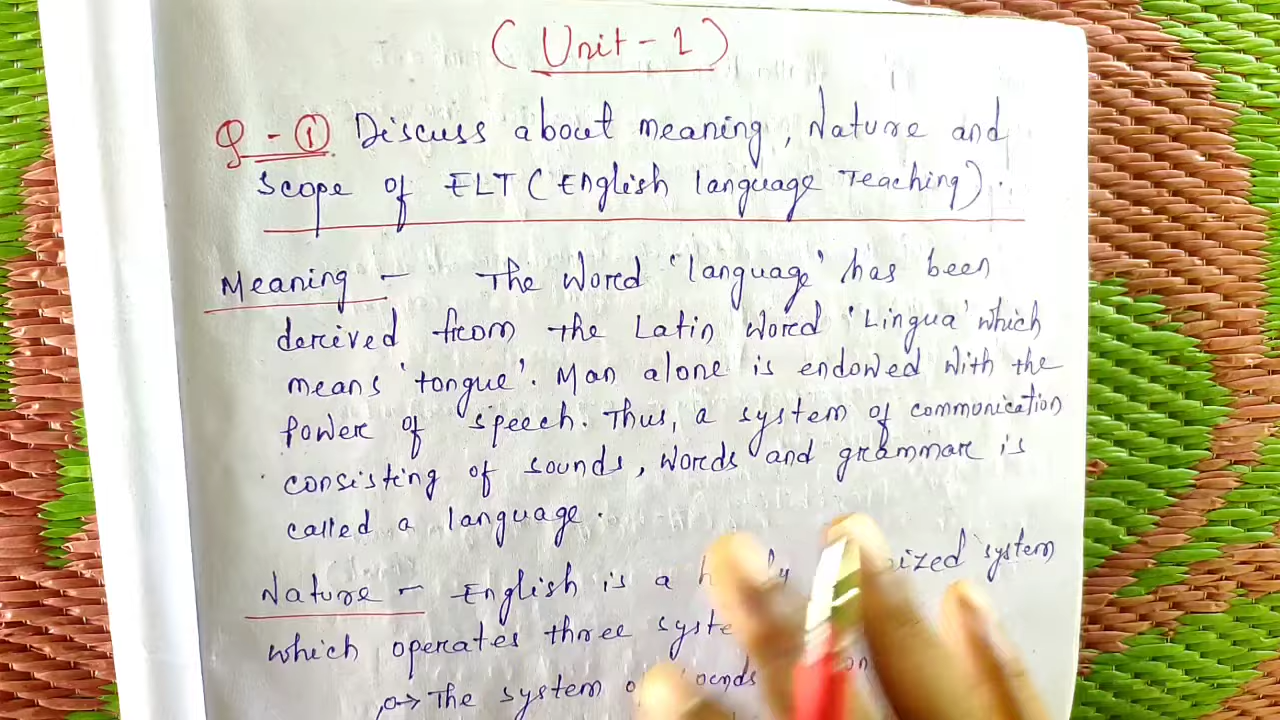 (Unit-1)
Q-① Discuss about meaning, Nature and
scope of ELT (English language Teaching).
Meaning - The word 'language' has been
derived from the Latin word 'Lingua' which
means 'tongue'. Man alone is endowed with the
power of speech. Thus, a system of communication
consisting of sounds, words and grammar is
called a language.
Nature - English is a system
which operates three
→ The system